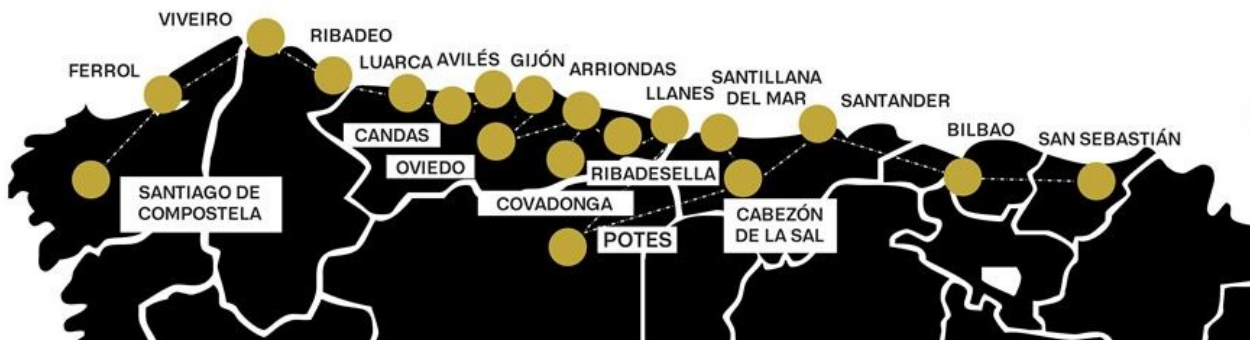 VIVEIRO
RIBADEO
FERROL
LUARCA
AVILÉS
GIJÓN
ARRIONDAS
LLANES
SANTILLANA
DEL MAR
SANTANDER
BILBAO
SAN SEBASTIÁN
CANDAS
OVIEDO
RIBADESELLA
COVADONGA
SANTIAGO DE
COMPOSTELA
POTES
CABEZÓN
DE LA SAL